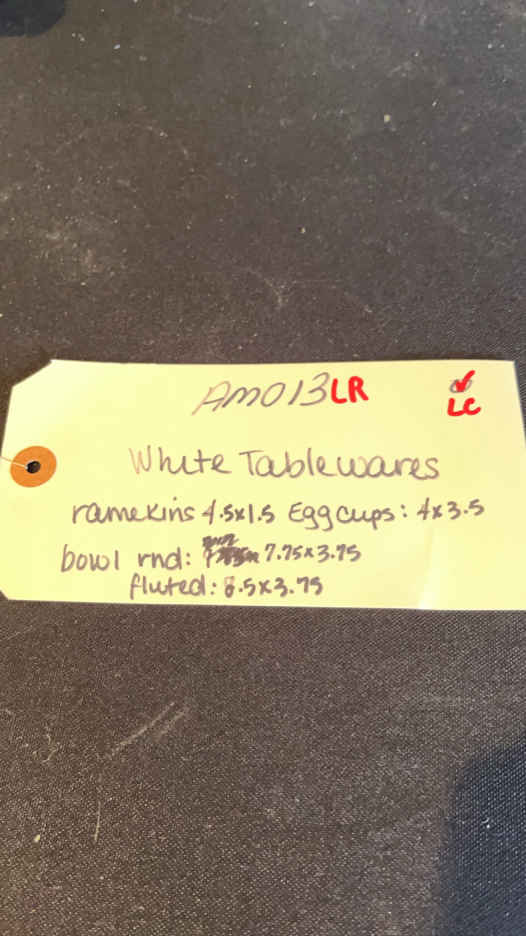 AM013LR
LC
White Tablewares
ramekins 4.5x1.5 Egg cups: 4x3.5
bowl rnd: 7.75x3.75
fluted: 8.5x3.75